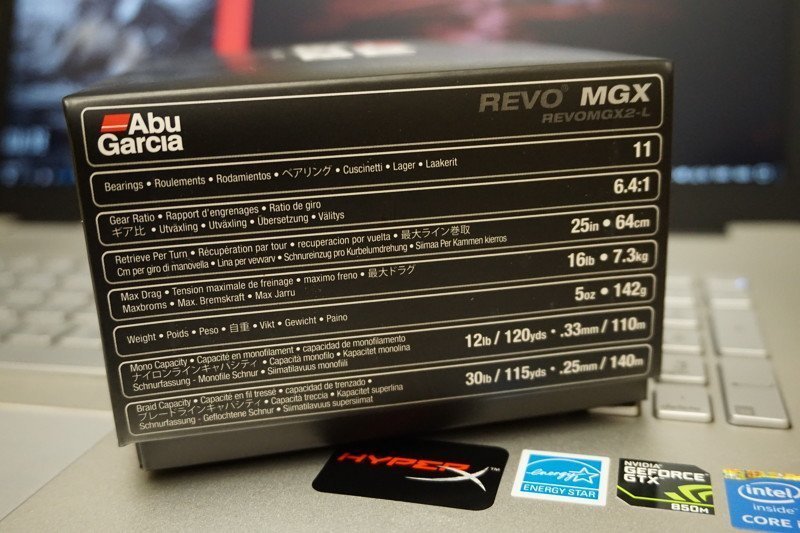 Abu
Garcia
REVO® MGX
REVOMGX2-L
Bearings • Roulements • Rodamientos • ベアリング • Cuscinetti • Lager • Laakerit
11
Gear Ratio • Rapport d'engrenages • Ratio de giro
ギア比 • Utväxling • Utväxling • Übersetzung • Välitys
6.4:1
Retrieve Per Turn • Récupération par tour • recuperacion por vuelta • 最大ライン巻取
Cm per giro di manovella • Lina per vevvarv • Schnureinzug pro Kurbelumdrehung • Siimaa Per Kammen kierros
25in • 64cm
Max Drag • Tension maximale de freinage • maximo freno • 最大ドラグ
Maxbroms • Max. Bremskraft • Max Jarru
16lb • 7.3kg
Weight • Poids • Peso • 自重 • Vikt • Gewicht • Paino
5oz • 142g
Mono Capacity • Capacité en monofilament • capacidad de monofilamento
ナイロンラインキャパシティ • Capacità monofilo • Kapacitet monolina
Schnurfassung - Monofile Schnur • Siimatilavuus monofiili
12lb / 120yds • .33mm / 110m
Braid Capacity • Capacité en fil tressé • capacidad de trenzado •
ブレードラインキャパシティ • Capacità treccia • Kapacitet superlina
Schnurfassung - Geflochtene Schnur • Siimatilavuus supersiimat
30lb / 115yds • .25mm / 140m
HYPERX™
energy
ENERGY STAR
NVIDIA
GEFORCE
GTX
850M
intel
inside
CORE